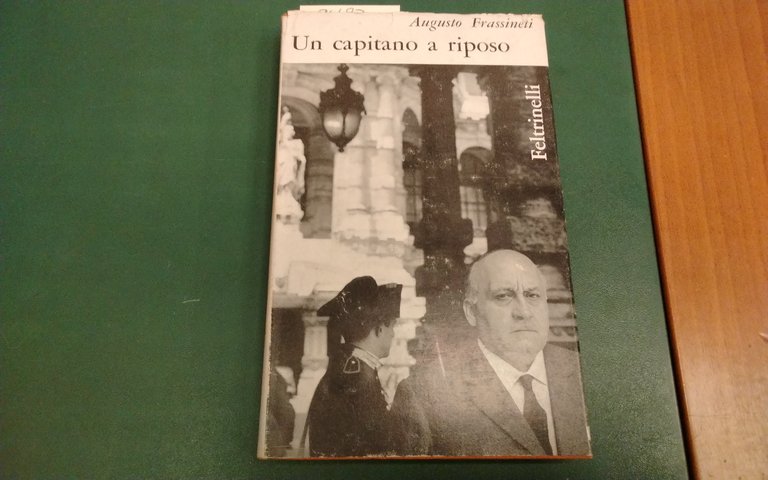 Augusto Frassineti
Un capitano a riposo
Feltrinelli